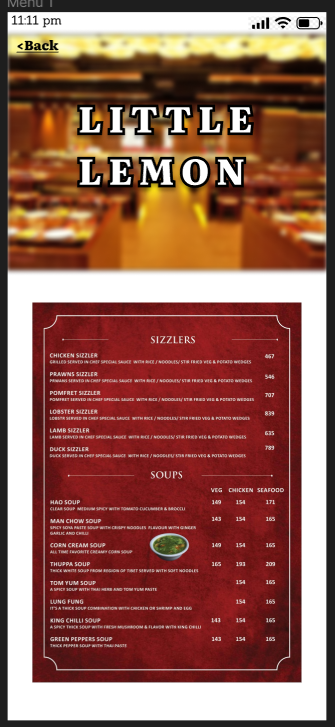 Menu 1
11:11 pm
<Back
LITTLE
LEMON
SIZZLERS
CHICKEN SIZZLER 467
GRILLED SERVED IN CHEF SPECIAL SAUCE WITH RICE / NOODLES/ STIR FRIED VEG & POTATO WEDGES
PRAWNS SIZZLER 546
PRWANS SERVED IN CHEF SPECIAL SAUCE WITH RICE / NOODLES/ STIR FRIED VEG & POTATO WEDGES
POMFRET SIZZLER 707
POMFRET SERVED IN CHEF SPECIAL SAUCE WITH RICE / NOODLES/ STIR FRIED VEG & POTATO WEDGES
LOBSTER SIZZLER 839
LOBSTR SERVED IN CHEF SPECIAL SAUCE WITH RICE / NOODLES/ STIR FRIED VEG & POTATO WEDGES
LAMB SIZZLER 635
LAMB SERVED IN CHEF SPECIAL SAUCE WITH RICE / NOODLES/ STIR FRIED VEG & POTATO WEDGES
DUCK SIZZLER 789
DUCK SERVED IN CHEF SPECIAL SAUCE WITH RICE / NOODLES/ STIR FRIED VEG & POTATO WEDGES
SOUPS
VEG CHICKEN SEAFOOD
HAO SOUP 149 154 171
CLEAR SOUP MEDIUM SPICY WITH TOMATO CUCUMBER & BROCCLI
MAN CHOW SOUP 143 154 165
SPICY SOYA PASTE SOUP WITH CRISPY NOODLES FLAVOUR WITH GINGER
GARLIC AND CHILLI
CORN CREAM SOUP 149 154 165
ALL TIME FAVORITE CREAMY CORN SOUP
THUPPA SOUP 165 193 209
THICK WHITE SOUP FROM REGION OF TIBET SERVED WITH SOFT NOODLES
TOM YUM SOUP 154 165
A SPICY SOUP WITH THAI HERB AND TOM YUM PASTE
LUNG FUNG 154 165
IT'S A THICK SOUP COMBINATION WITH CHICKEN OR SHRIMP AND EGG
KING CHILLI SOUP 143 154 165
A SPICY THICK SOUP WITH FRESH MUSHROOM & FLAVOR WITH KING CHILLI
GREEN PEPPERS SOUP 143 154 165
THICK PEPPER SOUP WITH THAI PASTE